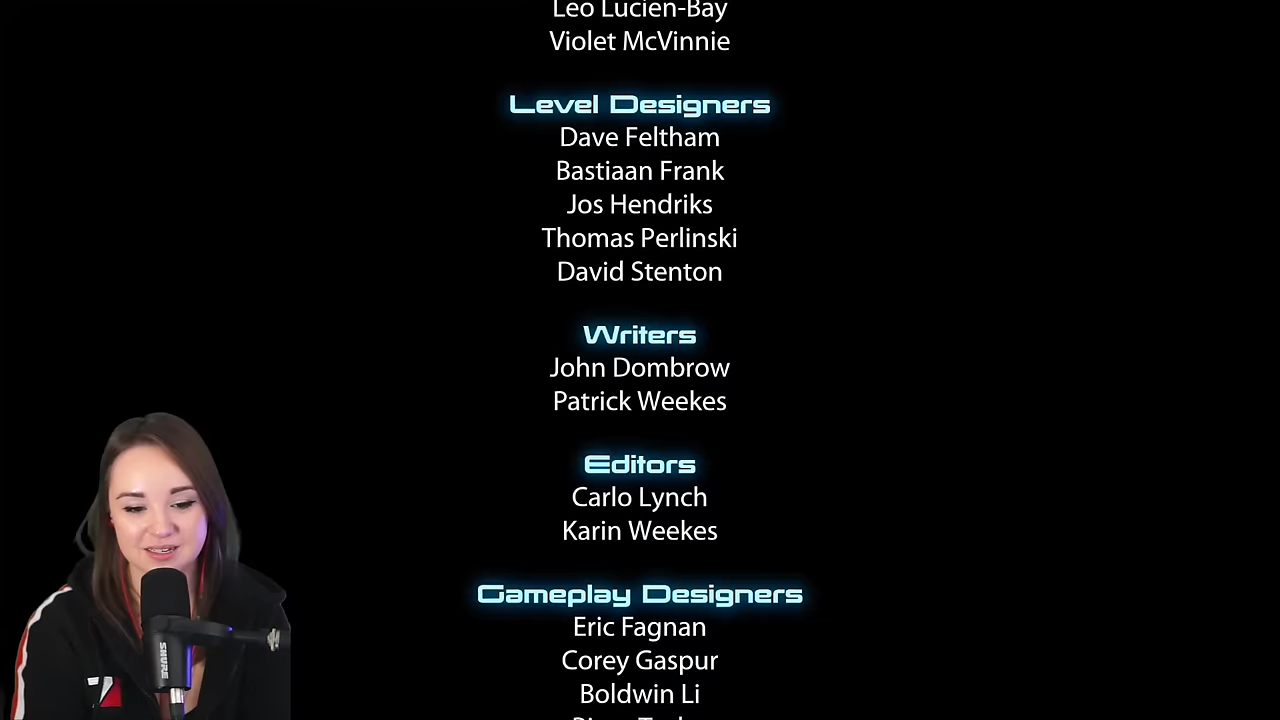 Leo Lucien-Bay
Violet McVinnie
Level Designers
Dave Feltham
Bastiaan Frank
Jos Hendriks
Thomas Perlinski
David Stenton
Writers
John Dombrow
Patrick Weekes
Editors
Carlo Lynch
Karin Weekes
Gameplay Designers
Eric Fagnan
Corey Gaspur
Boldwin Li
SHURE